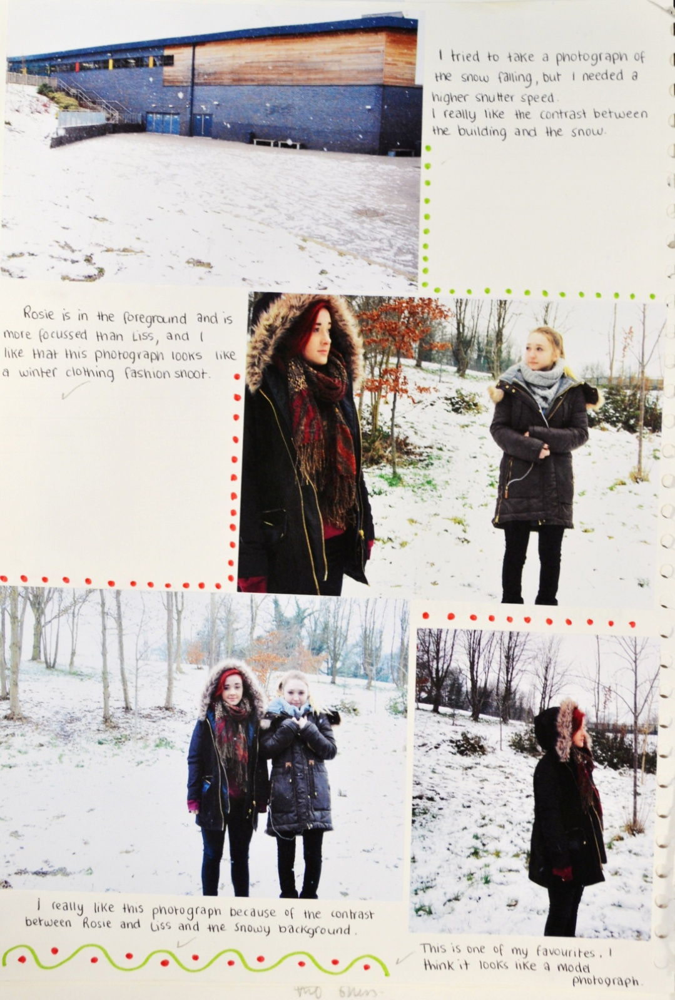 I tried to take a photograph of
the snow falling, but I needed a
higher shutter speed.
I really like the contrast between
the building and the snow.
Rosie is in the foreground and is
more focussed than Liss, and I
like that this photograph looks like
a winter clothing fashion shoot.
I really like this photograph because of the contrast
between Rosie and Liss and the snowy background.
This is one of my favourites. I
think it looks like a model
photograph.